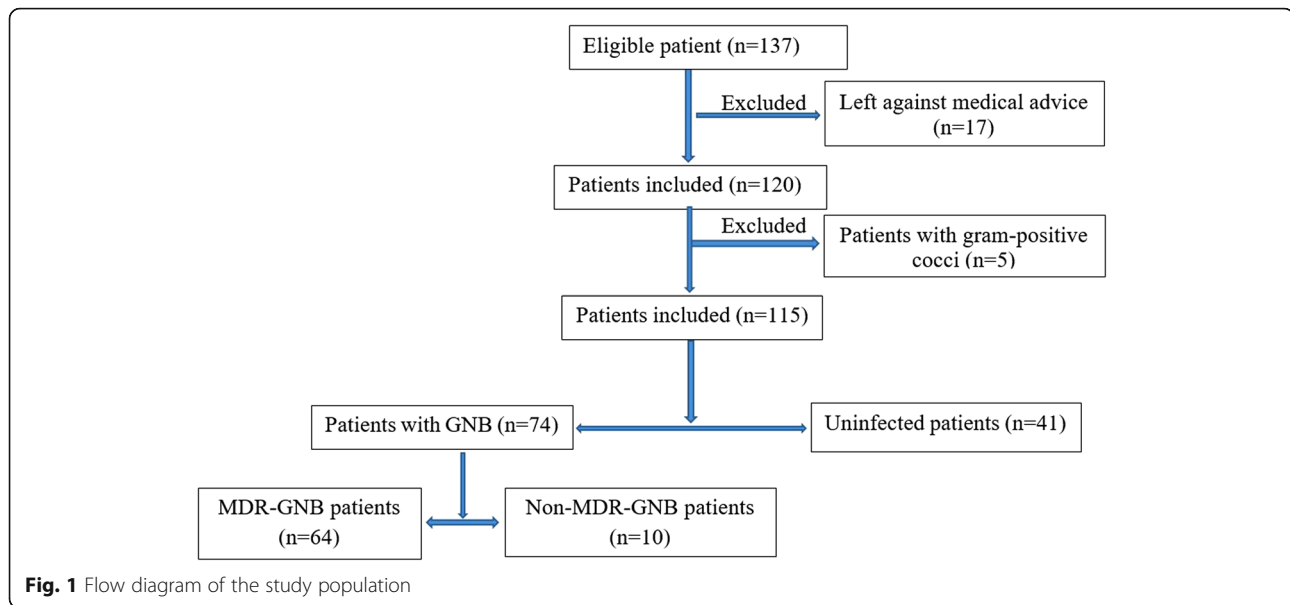 Eligible patient (n=137)
Excluded
Left against medical advice
(n=17)
Patients included (n=120)
Excluded
Patients with gram-positive
cocci (n=5)
Patients included (n=115)
Patients with GNB (n=74)
Uninfected patients (n=41)
MDR-GNB patients
(n=64)
Non-MDR-GNB patients
(n=10)
Fig. 1 Flow diagram of the study population